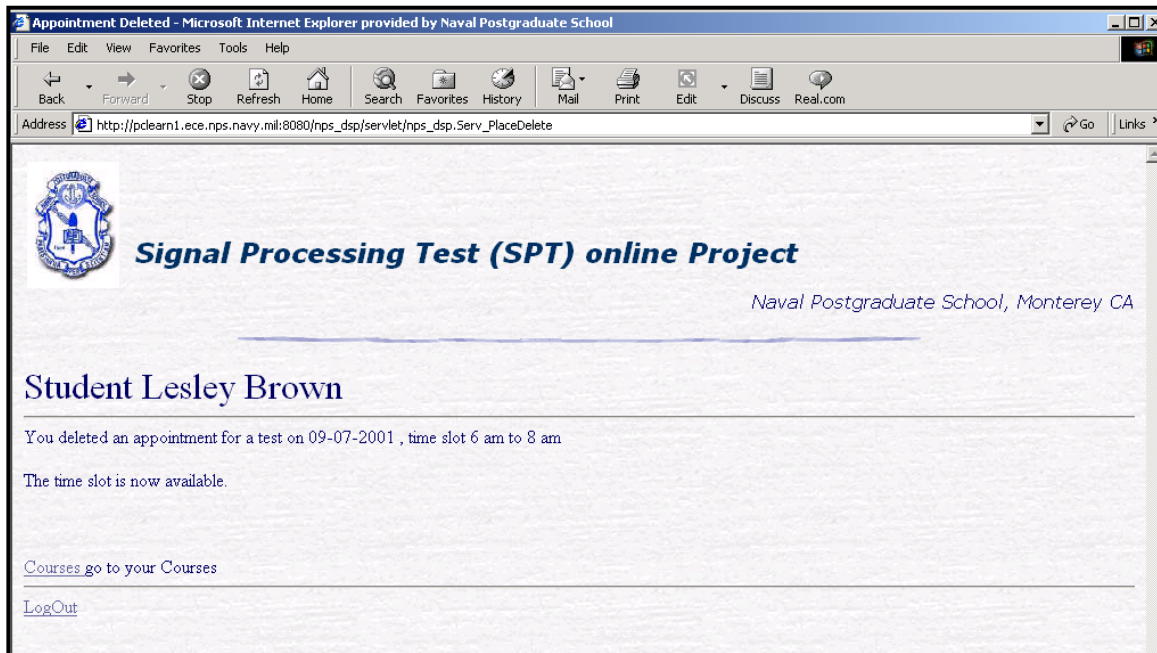 Appointment Deleted - Microsoft Internet Explorer provided by Naval Postgraduate School
File Edit View Favorites Tools Help
Back Forward Stop Refresh Home Search Favorites History Mail Print Edit Discuss Real.com
Address http://pclearn1.ece.nps.navy.mil:8080/nps_dsp/servlet/nps_dsp.Serv_PlaceDelete Go Links
Signal Processing Test (SPT) online Project
Naval Postgraduate School, Monterey CA
Student Lesley Brown
You deleted an appointment for a test on 09-07-2001 , time slot 6 am to 8 am
The time slot is now available.
Courses go to your Courses
LogOut